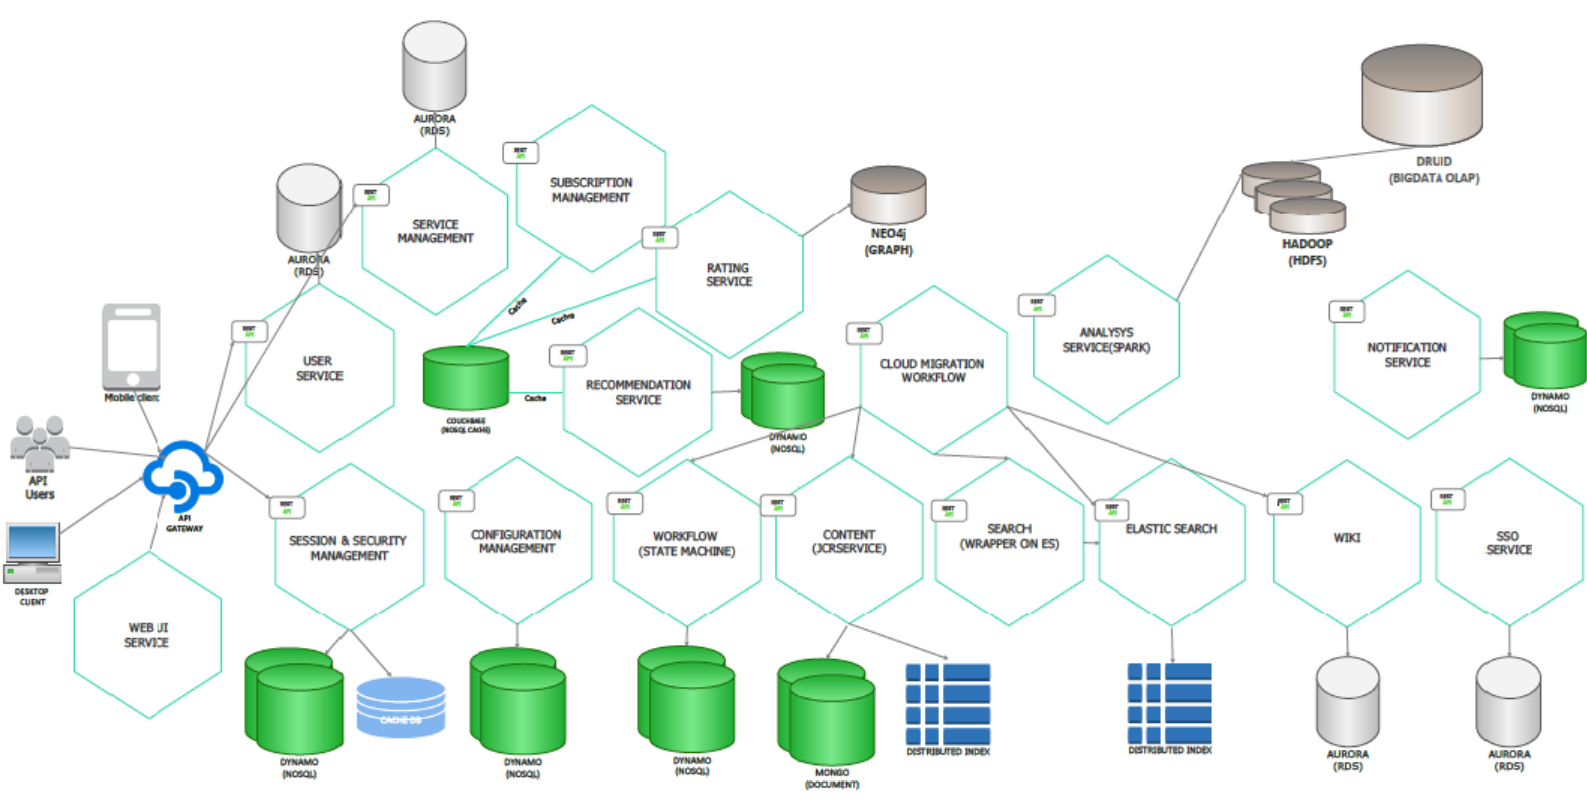 AURORA
(RDS)
REST
API
SUBSCRIPTION
MANAGEMENT
REST
API
SERVICE
MANAGEMENT
AURORA
(RDS)
REST
API
RATING
SERVICE
NEO4j
(GRAPH)
DRUID
(BIGDATA OLAP)
HADOOP
(HDFS)
Cache
Cache
REST
API
USER
SERVICE
REST
API
RECOMMENDATION
SERVICE
Cache
COUCHBASE
(NOSQL CACHE)
DYNAMO
(NOSQL)
REST
API
CLOUD MIGRATION
WORKFLOW
REST
API
ANALYSYS
SERVICE(SPARK)
REST
API
NOTIFICATION
SERVICE
DYNAMO
(NOSQL)
Mobile client
API
Users
API
GATEWAY
DESKTOP
CLIENT
WEB UI
SERVICE
REST
API
SESSION & SECURITY
MANAGEMENT
REST
API
CONFIGURATION
MANAGEMENT
REST
API
WORKFLOW
(STATE MACHINE)
REST
API
CONTENT
(JCRSERVICE)
REST
API
SEARCH
(WRAPPER ON ES)
REST
API
ELASTIC SEARCH
REST
API
WIKI
REST
API
SSO
SERVICE
DYNAMO
(NOSQL)
CACHE DB
DYNAMO
(NOSQL)
DYNAMO
(NOSQL)
MONGO
(DOCUMENT)
DISTRIBUTED INDEX
DISTRIBUTED INDEX
AURORA
(RDS)
AURORA
(RDS)